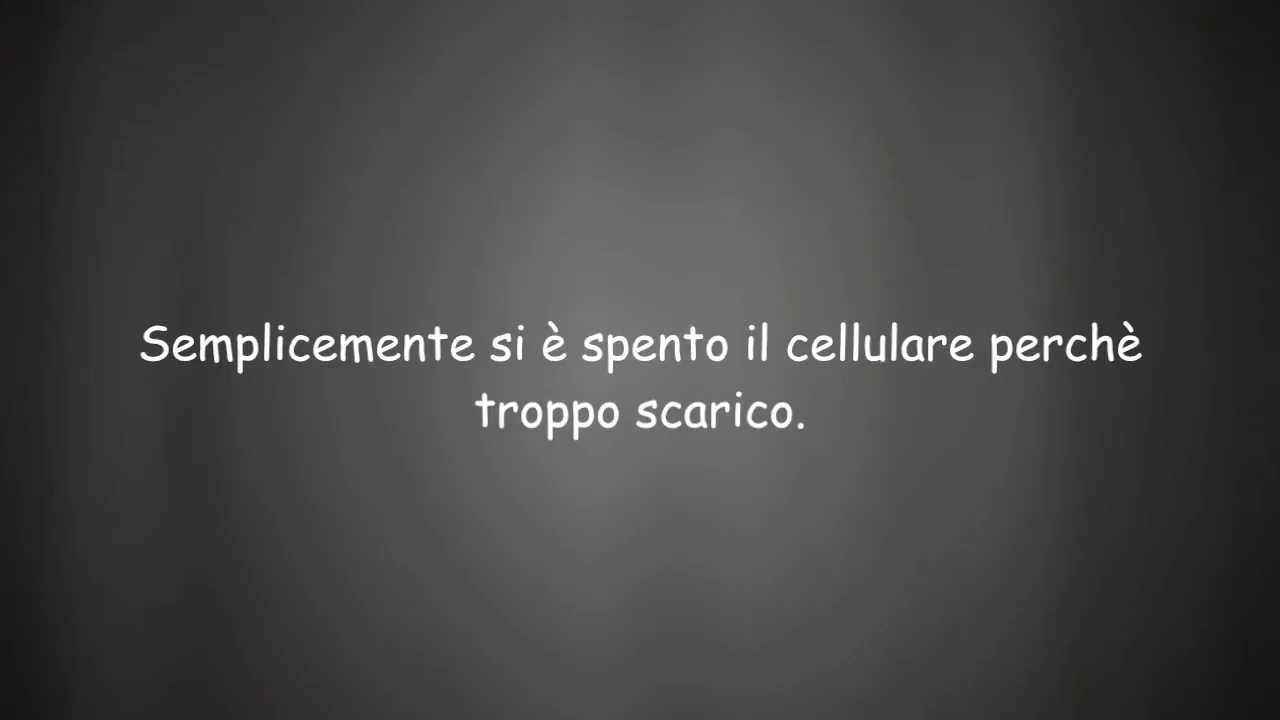 Semplicemente si è spento il cellulare perchè
troppo scarico.